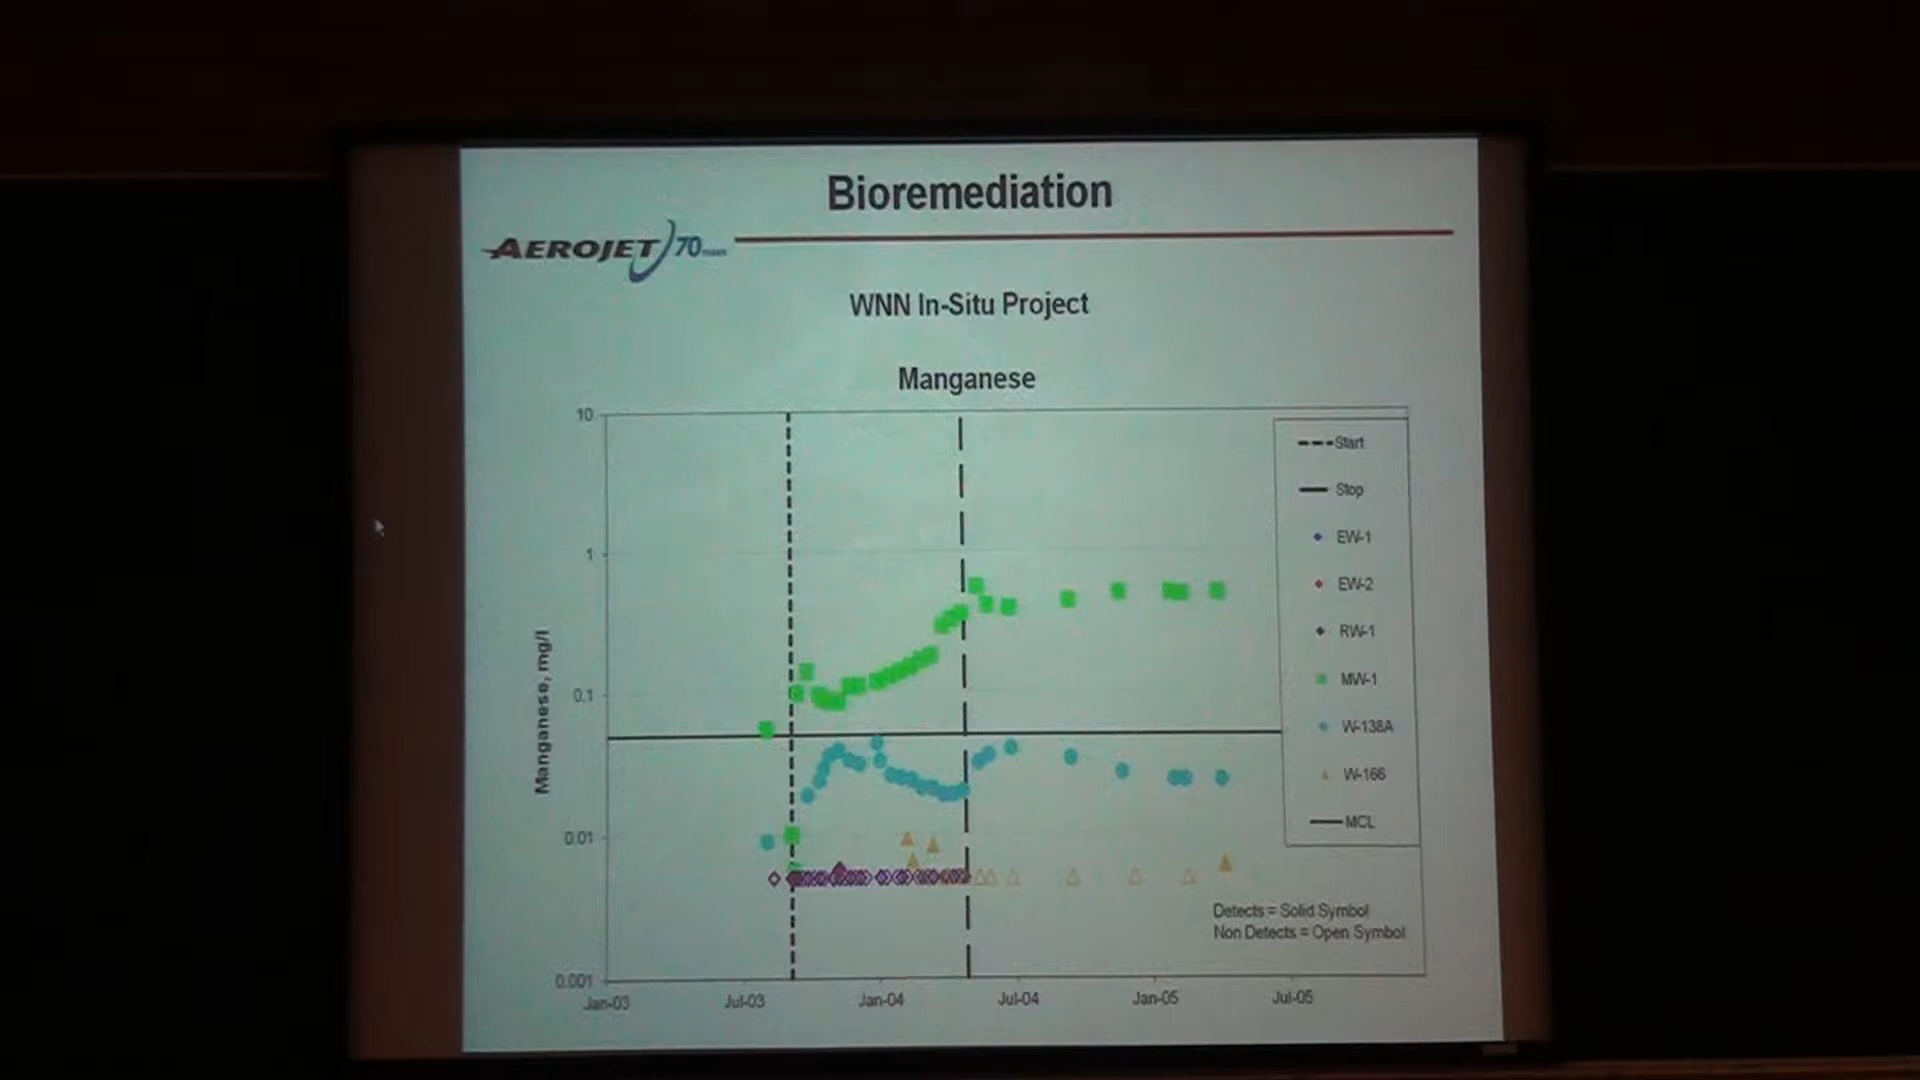 Bioremediation
AEROJET 70
WNN In-Situ Project
Manganese
10
1
0.1
0.01
0.001
Manganese, mg/l
Jan-03
Jul-03
Jan-04
Jul-04
Jan-05
Jul-05
Start
Stop
EW-1
EW-2
RW-1
MW-1
W-138A
W-166
MCL
Detects = Solid Symbol
Non Detects = Open Symbol